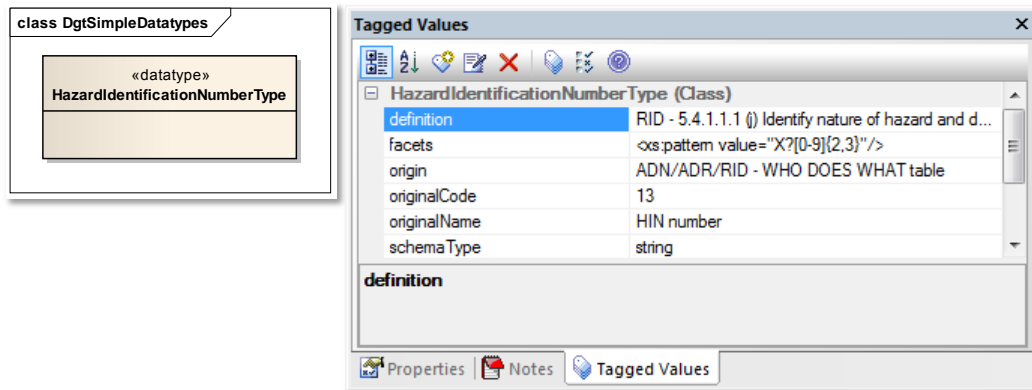 class DgtSimpleDatatypes
«datatype»
HazardIdentificationNumberType
Tagged Values
HazardIdentificationNumberType (Class)
definition RID - 5.4.1.1.1 (j) Identify nature of hazard and d...
facets <xs:pattern value="X?[0-9]{2,3}"/>
origin ADN/ADR/RID - WHO DOES WHAT table
originalCode 13
originalName HIN number
schemaType string
definition
Properties Notes Tagged Values